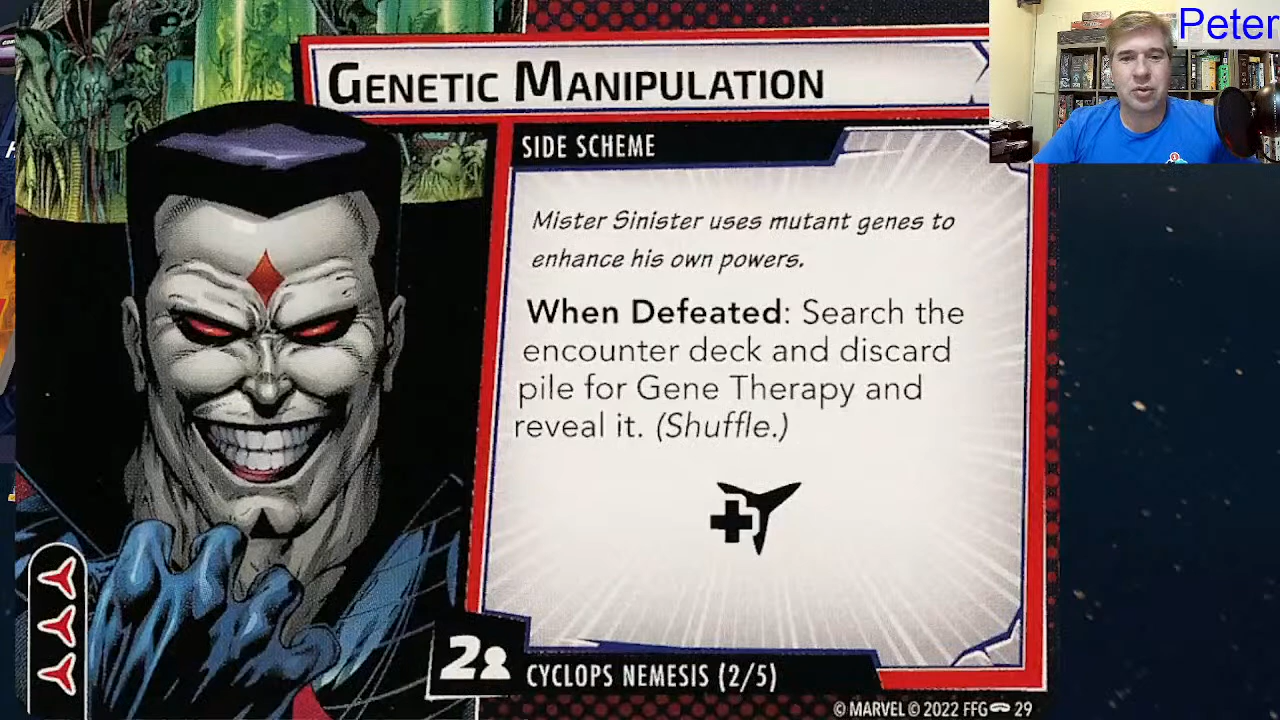 Peter
GENETIC MANIPULATION
SIDE SCHEME
Mister Sinister uses mutant genes to
enhance his own powers.
When Defeated: Search the
encounter deck and discard
pile for Gene Therapy and
reveal it. (Shuffle.)
2
CYCLOPS NEMESIS (2/5)
© MARVEL © 2022 FFG 29